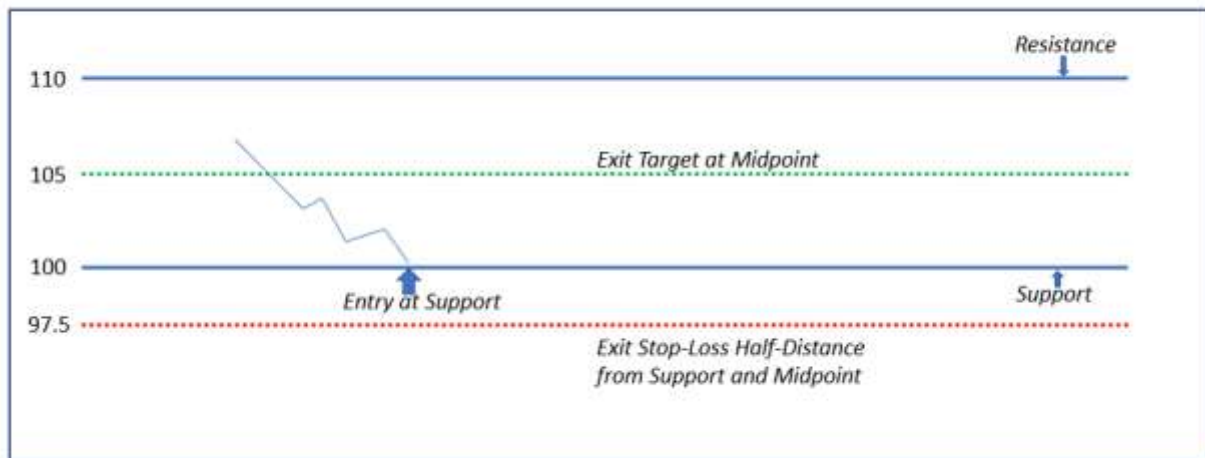 Resistance
110
Exit Target at Midpoint
105
100
Entry at Support
Support
97.5
Exit Stop-Loss Half-Distance
from Support and Midpoint